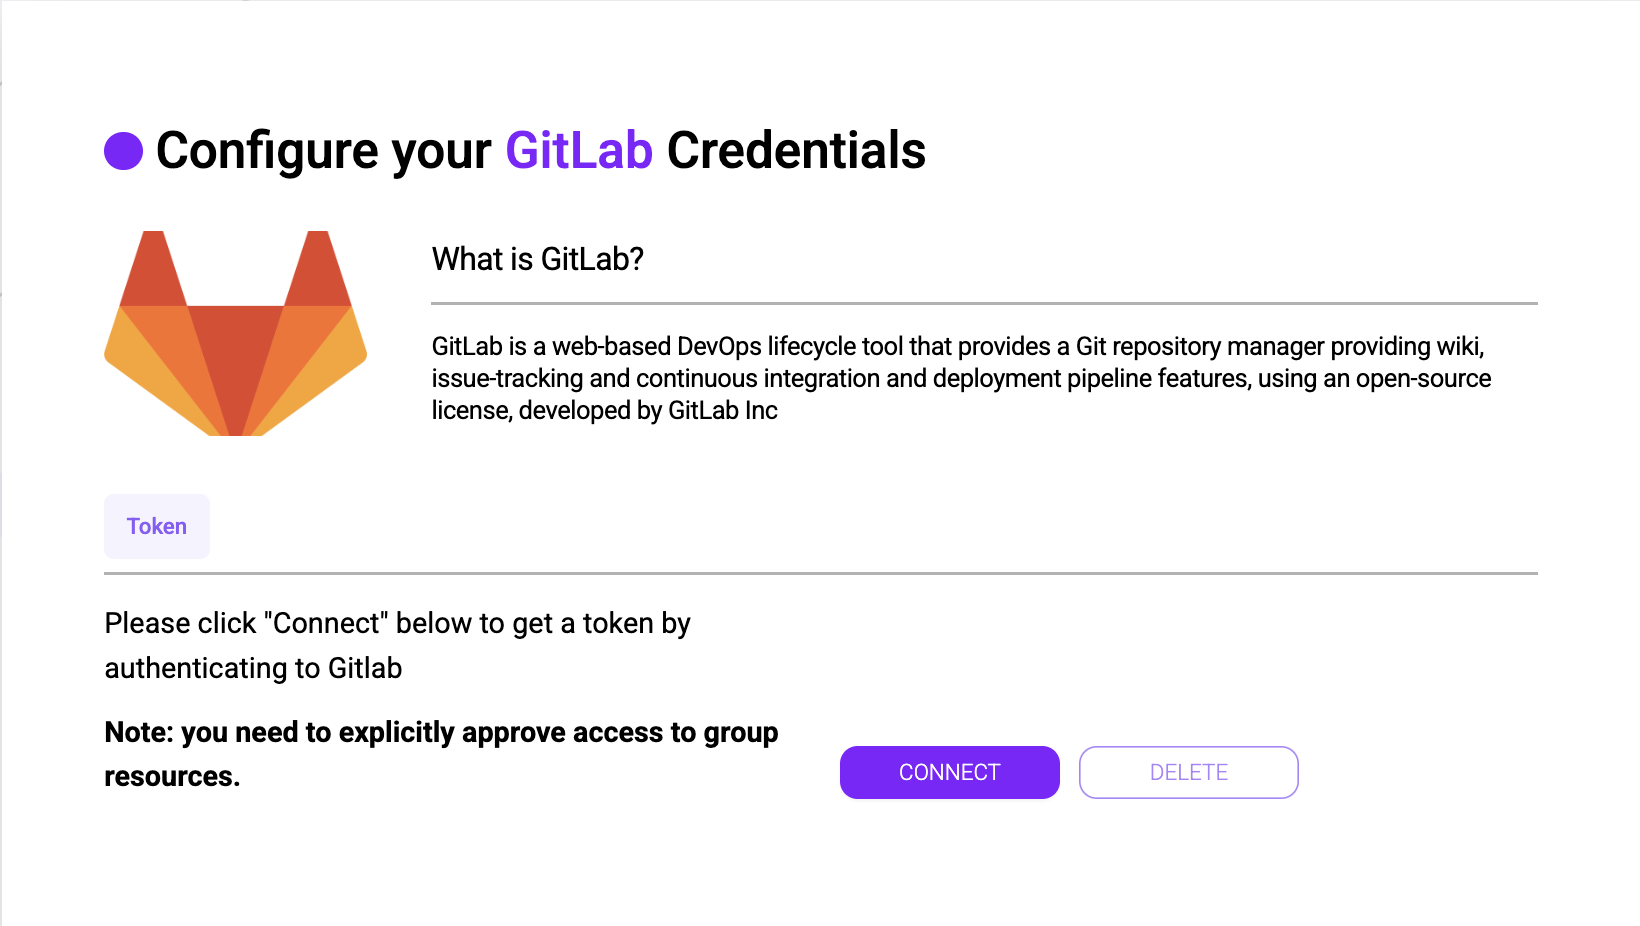 Configure your GitLab Credentials
What is GitLab?
GitLab is a web-based DevOps lifecycle tool that provides a Git repository manager providing wiki,
issue-tracking and continuous integration and deployment pipeline features, using an open-source
license, developed by GitLab Inc
Token
Please click "Connect" below to get a token by
authenticating to Gitlab
Note: you need to explicitly approve access to group
resources.
CONNECT
DELETE